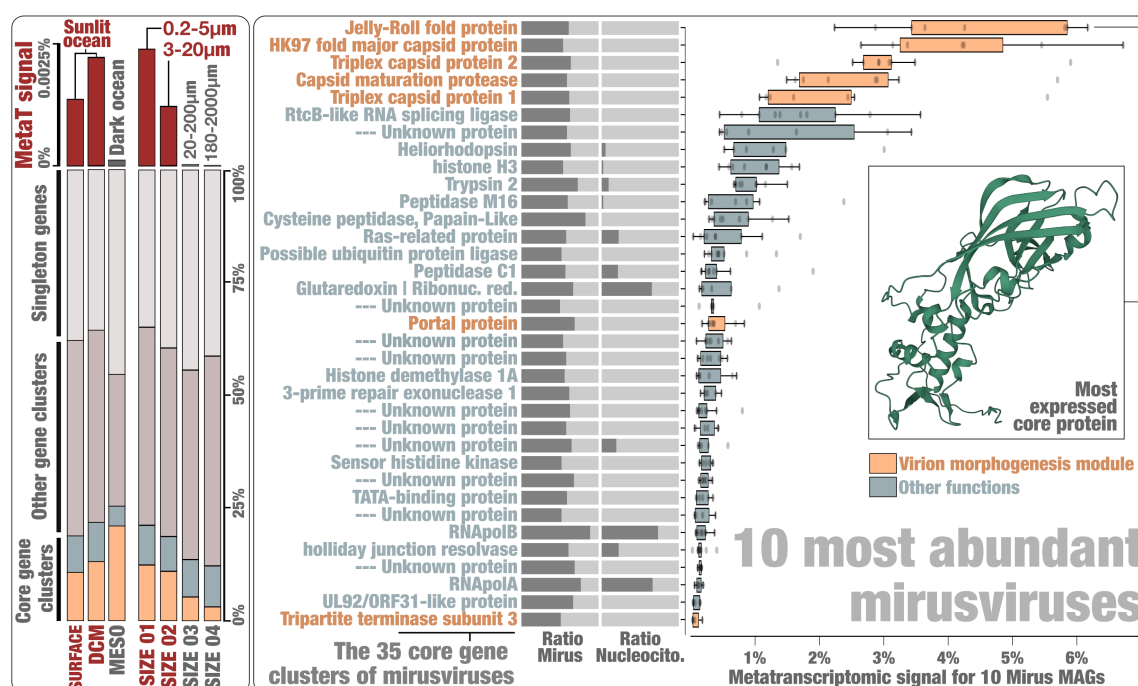 Sunlit
ocean
0.2-5µm
3-20µm
MetaT signal
0.0025%
0%
Dark ocean
20-200µm
180-2000µm
Singleton genes
Other gene clusters
Core gene
clusters
100%
75%
50%
25%
0%
SURFACE
DCM
MESO
SIZE 01
SIZE 02
SIZE 03
SIZE 04
Jelly-Roll fold protein
HK97 fold major capsid protein
Triplex capsid protein 2
Capsid maturation protease
Triplex capsid protein 1
RtcB-like RNA splicing ligase
--- Unknown protein
Heliorhodopsin
histone H3
Trypsin 2
Peptidase M16
Cysteine peptidase, Papain-Like
Ras-related protein
Possible ubiquitin protein ligase
Peptidase C1
Glutaredoxin | Ribonuc. red.
--- Unknown protein
Portal protein
--- Unknown protein
--- Unknown protein
Histone demethylase 1A
3-prime repair exonuclease 1
--- Unknown protein
--- Unknown protein
--- Unknown protein
Sensor histidine kinase
--- Unknown protein
TATA-binding protein
--- Unknown protein
RNApolB
holliday junction resolvase
--- Unknown protein
RNApolA
UL92/ORF31-like protein
Tripartite terminase subunit 3
The 35 core gene
clusters of mirusviruses
Ratio
Mirus
Ratio
Nucleocito.
Most
expressed
core protein
Virion morphogenesis module
Other functions
10 most abundant
mirusviruses
1%
2%
3%
4%
5%
6%
Metatranscriptomic signal for 10 Mirus MAGs